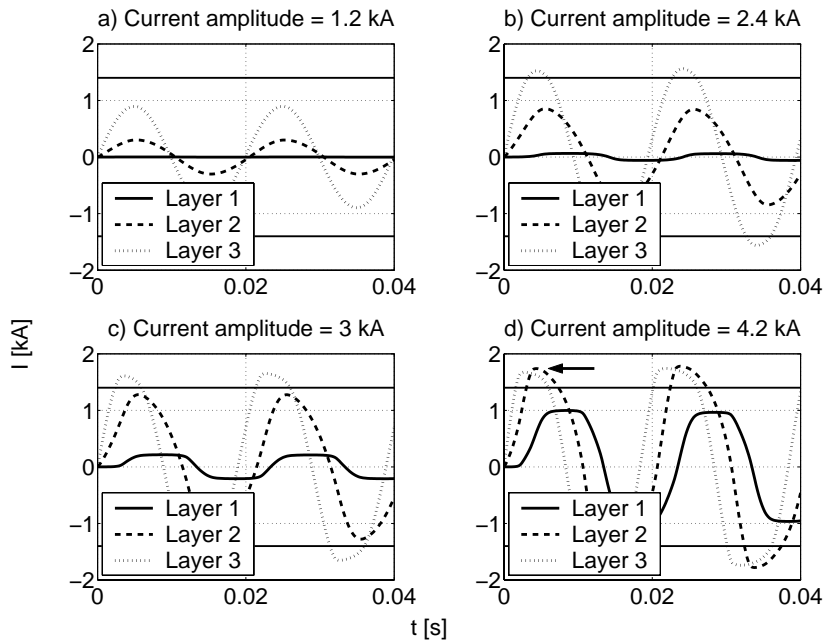 a) Current amplitude = 1.2 kA
2
1
0
−1
−2
0
0.02
0.04
Layer 1
Layer 2
Layer 3
b) Current amplitude = 2.4 kA
2
1
0
−1
−2
0
0.02
0.04
Layer 1
Layer 2
Layer 3
c) Current amplitude = 3 kA
2
1
0
−1
−2
0
0.02
0.04
Layer 1
Layer 2
Layer 3
d) Current amplitude = 4.2 kA
2
1
0
−1
−2
0
0.02
0.04
Layer 1
Layer 2
Layer 3
I [kA]
t [s]